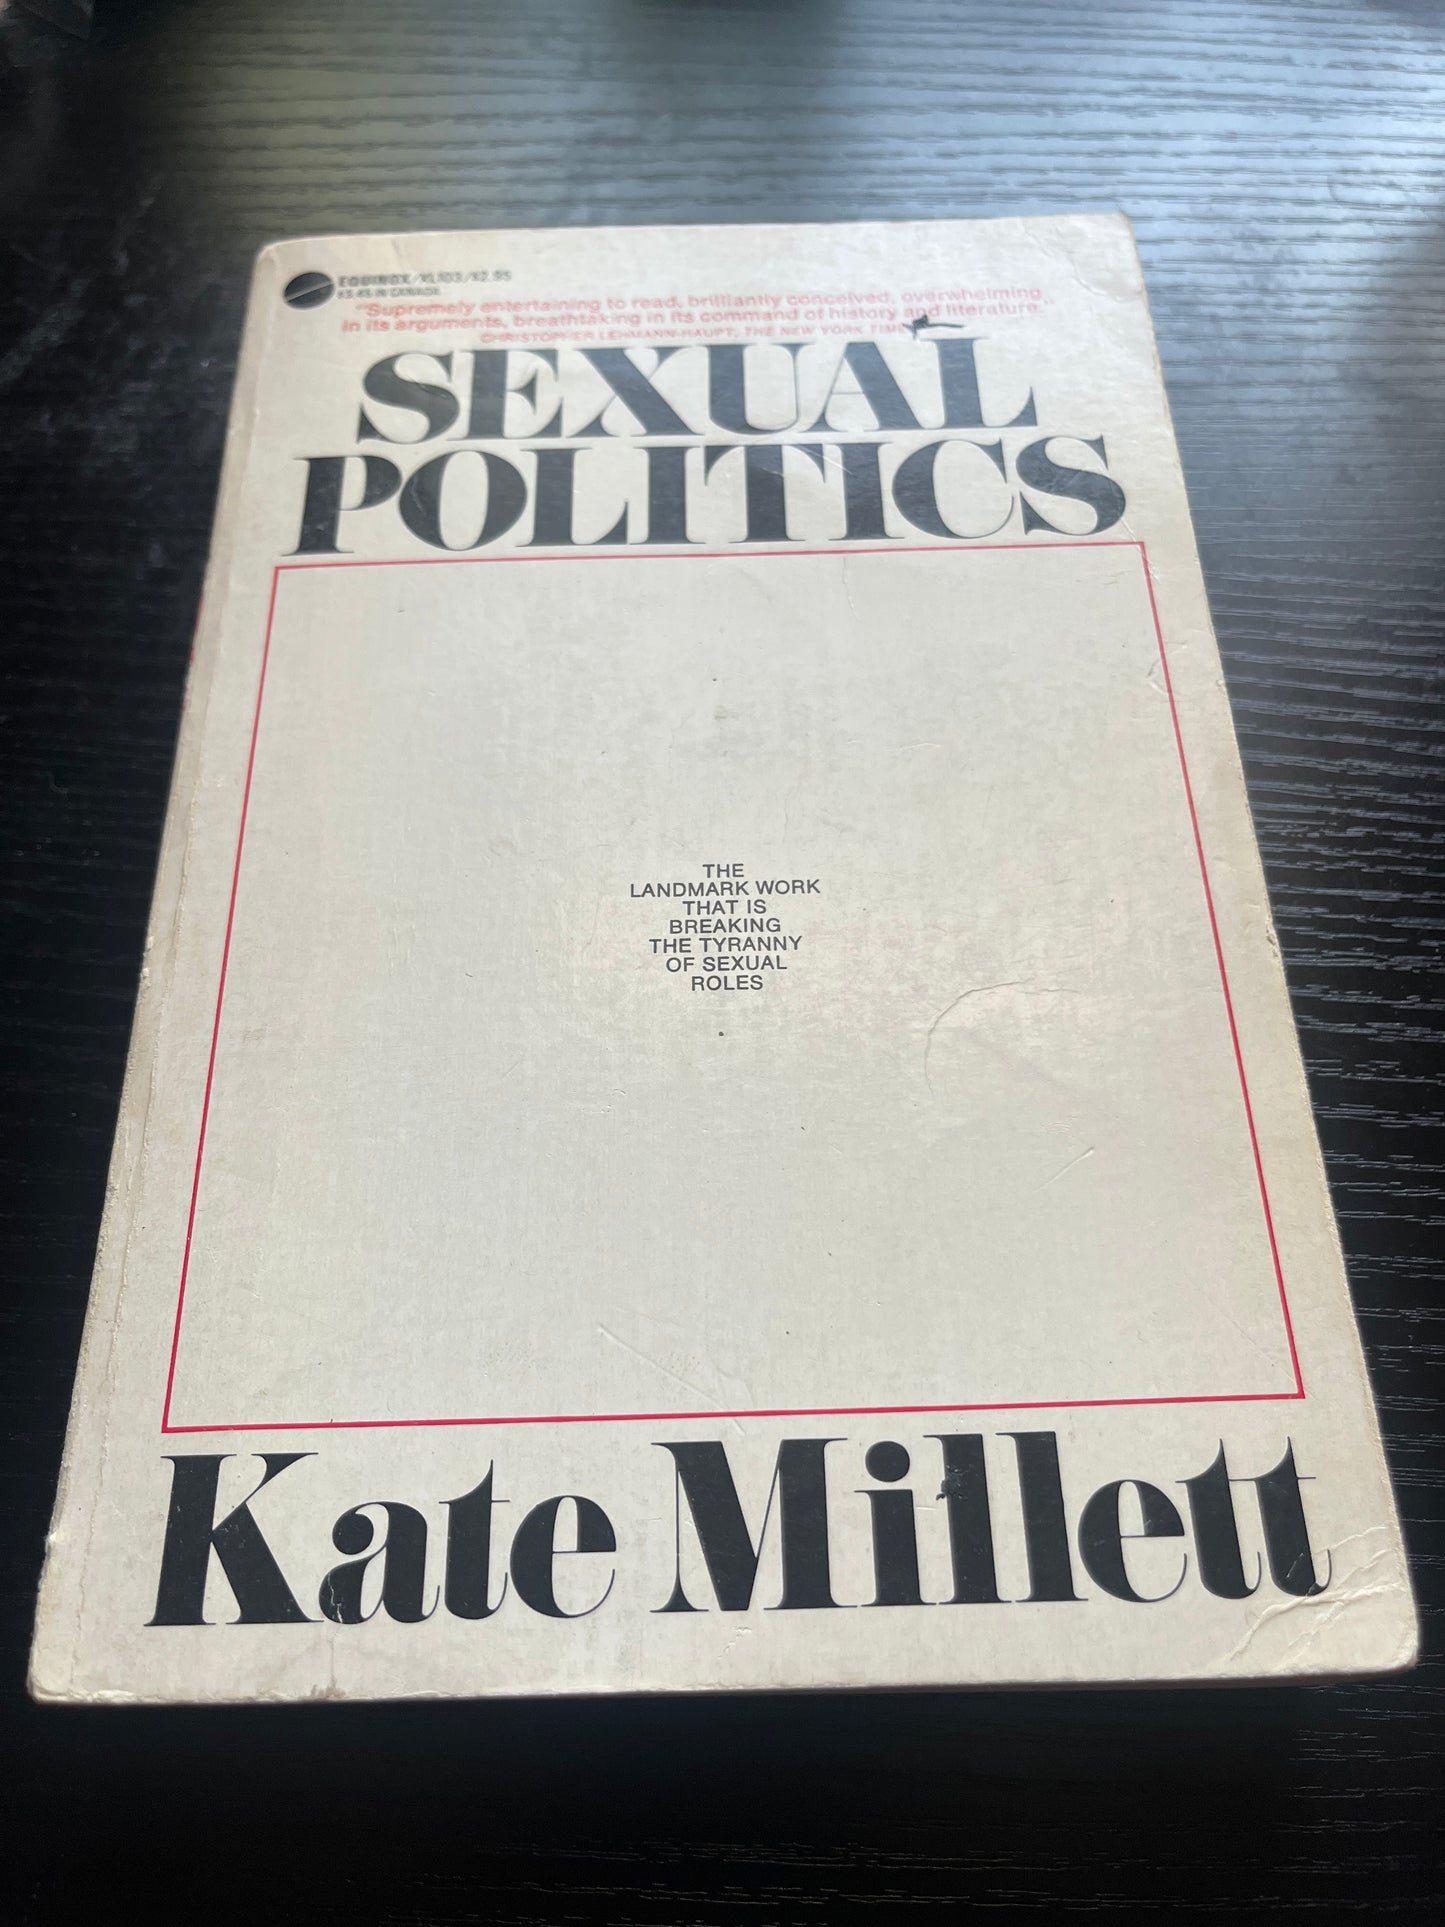 EQUINOX/XL103/$2.95
$3.45 IN CANADA
"Supremely entertaining to read, brilliantly conceived, overwhelming
in its arguments, breathtaking in its command of history and literature."
CHRISTOPHER LEHMANN-HAUPT, THE NEW YORK TIMES
SEXUAL
POLITICS
THE
LANDMARK WORK
THAT IS
BREAKING
THE TYRANNY
OF SEXUAL
ROLES
Kate Millett